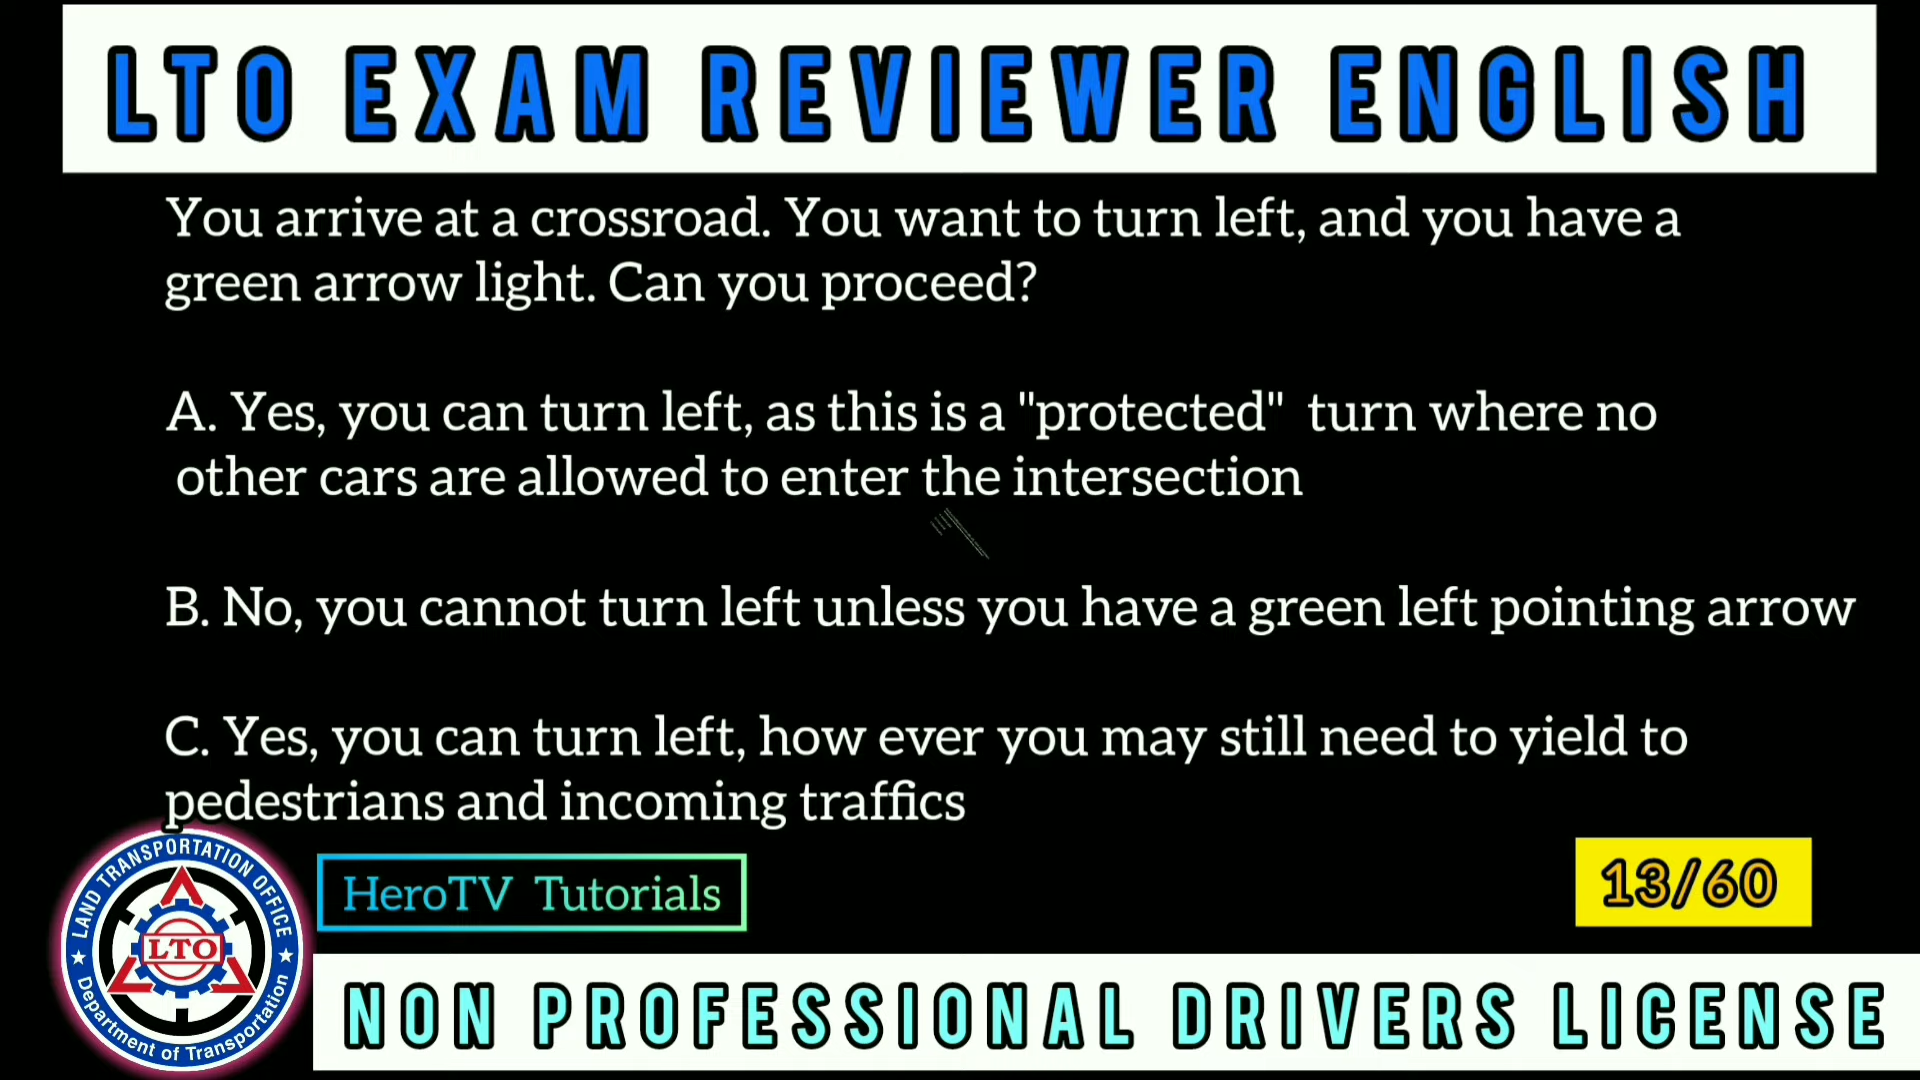 LTO EXAM REVIEWER ENGLISH
You arrive at a crossroad. You want to turn left, and you have a
green arrow light. Can you proceed?
A. Yes, you can turn left, as this is a "protected" turn where no
other cars are allowed to enter the intersection
B. No, you cannot turn left unless you have a green left pointing arrow
C. Yes, you can turn left, how ever you may still need to yield to
pedestrians and incoming traffics
LAND TRANSPORTATION OFFICE
LTO
Department of Transportation
HeroTV Tutorials
13/60
NON PROFESSIONAL DRIVERS LICENSE